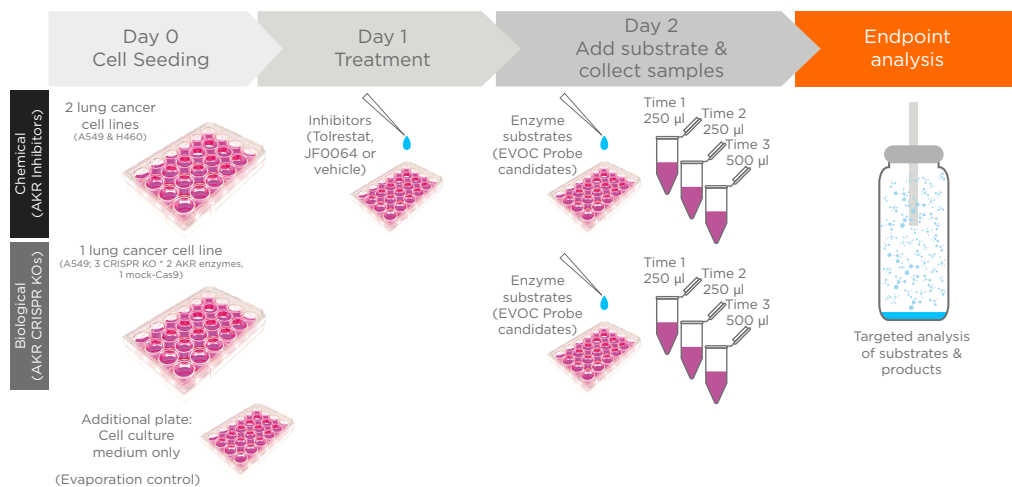 Day 0
Cell Seeding
Day 1
Treatment
Day 2
Add substrate &
collect samples
Endpoint
analysis
Chemical
(AKR Inhibitors)
2 lung cancer
cell lines
(A549 & H460)
Inhibitors
(Tolrestat,
JF0064 or
vehicle)
Enzyme
substrates
(EVOC Probe
candidates)
Time 1
250 µl
Time 2
250 µl
Time 3
500 µl
Biological
(AKR CRISPR KOs)
1 lung cancer cell line
(A549; 3 CRISPR KO * 2 AKR enzymes,
1 mock-Cas9)
Enzyme
substrates
(EVOC Probe
candidates)
Time 1
250 µl
Time 2
250 µl
Time 3
500 µl
Targeted analysis
of substrates &
products
Additional plate:
Cell culture
medium only
(Evaporation control)